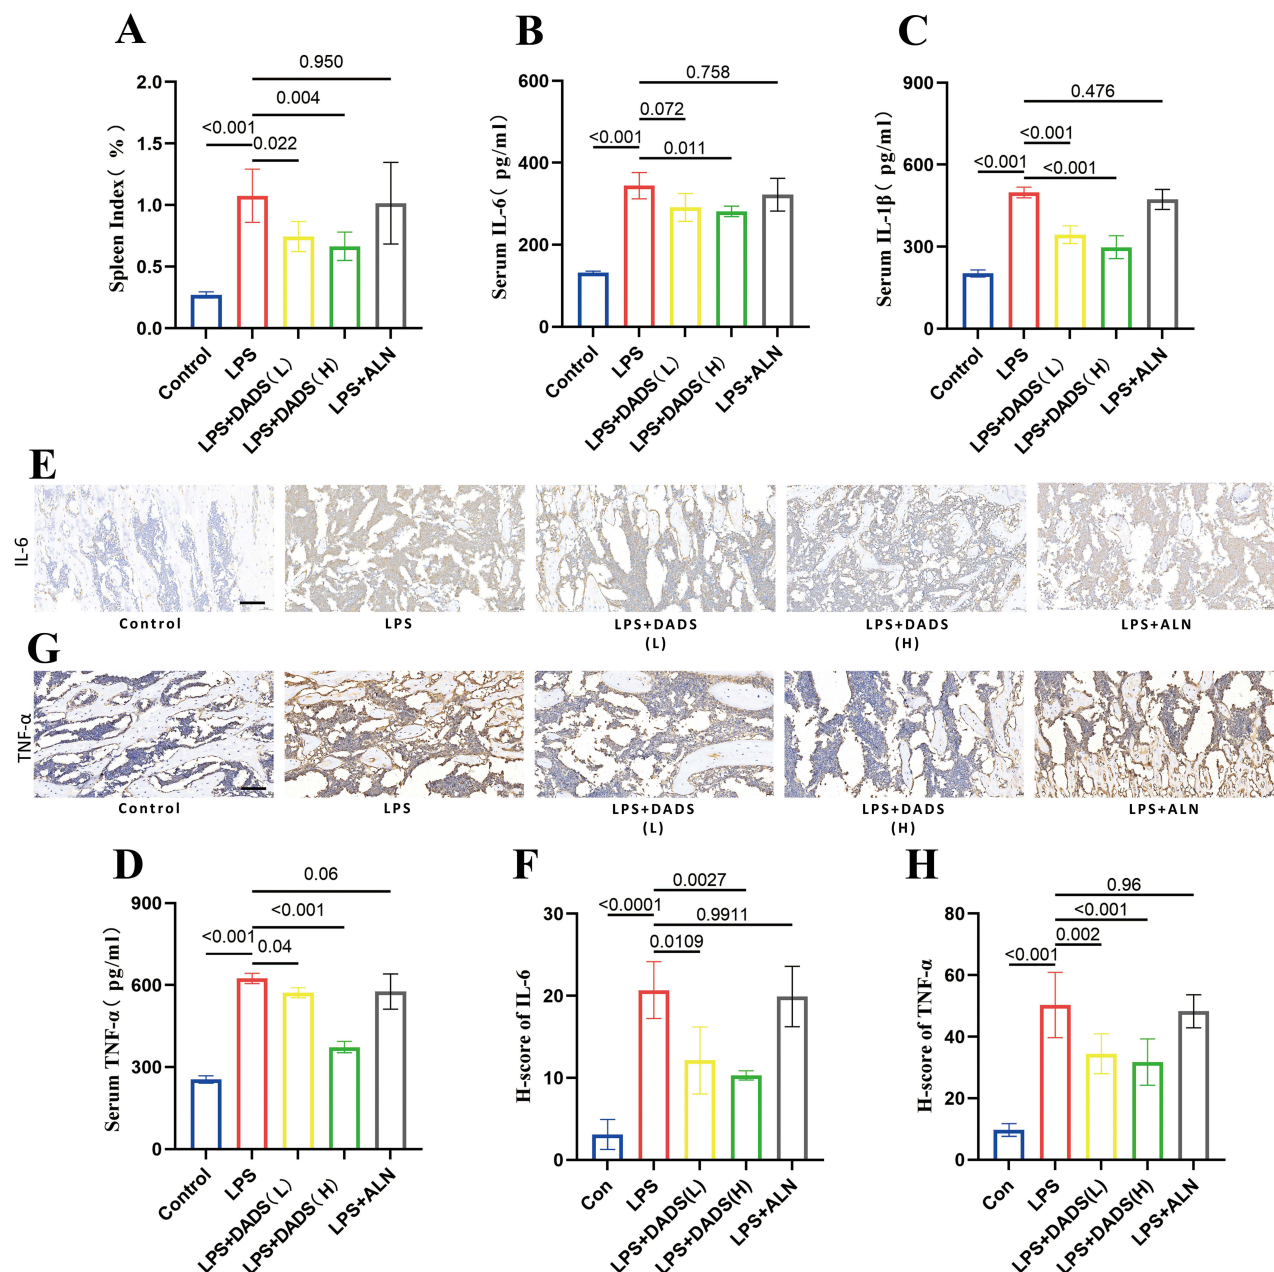 A
0.950
0.004
<0.001
0.022
Spleen Index( %)
2.0
1.5
1.0
0.5
0.0
Control
LPS
LPS+DADS(L)
LPS+DADS(H)
LPS+ALN
B
0.758
0.072
<0.001
0.011
Serum IL-6( pg/ml)
600
400
200
0
Control
LPS
LPS+DADS(L)
LPS+DADS(H)
LPS+ALN
C
0.476
<0.001
<0.001
<0.001
Serum IL-1β( pg/ml)
900
600
300
0
Control
LPS
LPS+DADS(L)
LPS+DADS(H)
LPS+ALN
E
IL-6
Control
LPS
LPS+DADS
(L)
LPS+DADS
(H)
LPS+ALN
G
TNF-α
Control
LPS
LPS+DADS
(L)
LPS+DADS
(H)
LPS+ALN
D
0.06
<0.001
<0.001
0.04
Serum TNF-α( pg/ml)
900
600
300
0
Control
LPS
LPS+DADS(L)
LPS+DADS(H)
LPS+ALN
F
0.0027
<0.0001
0.9911
0.0109
H-score of IL-6
30
20
10
0
Con
LPS
LPS+DADS(L)
LPS+DADS(H)
LPS+ALN
H
0.96
<0.001
0.002
<0.001
H-score of TNF-α
80
60
40
20
0
Con
LPS
LPS+DADS(L)
LPS+DADS(H)
LPS+ALN